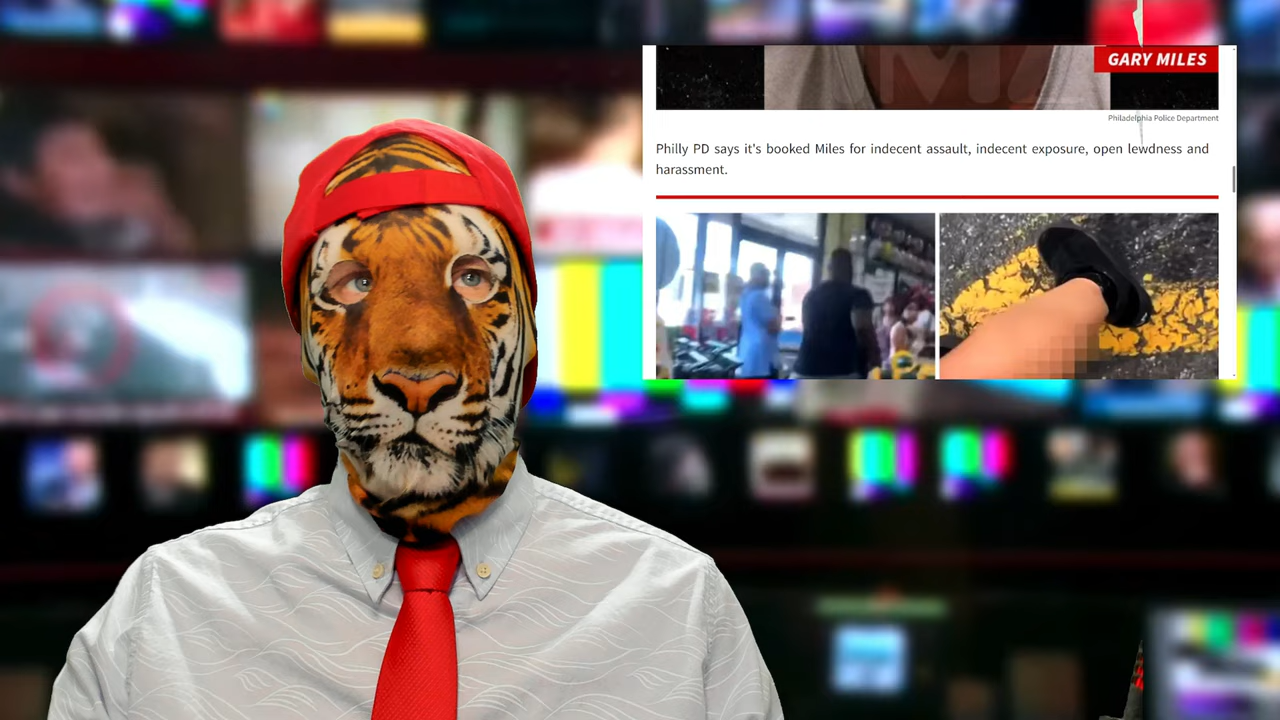 GARY MILES
Philadelphia Police Department
Philly PD says it's booked Miles for indecent assault, indecent exposure, open lewdness and
harassment.